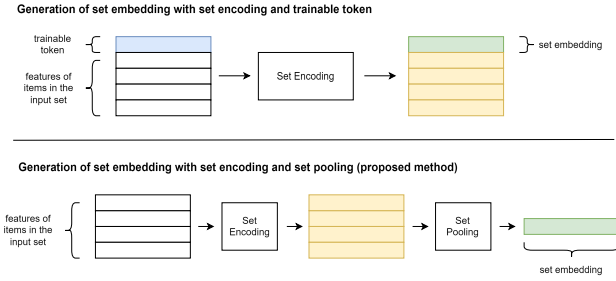 Generation of set embedding with set encoding and trainable token
trainable
token
features of
items in the
input set
Set Encoding
set embedding
Generation of set embedding with set encoding and set pooling (proposed method)
features of
items in the
input set
Set
Encoding
Set
Pooling
set embedding